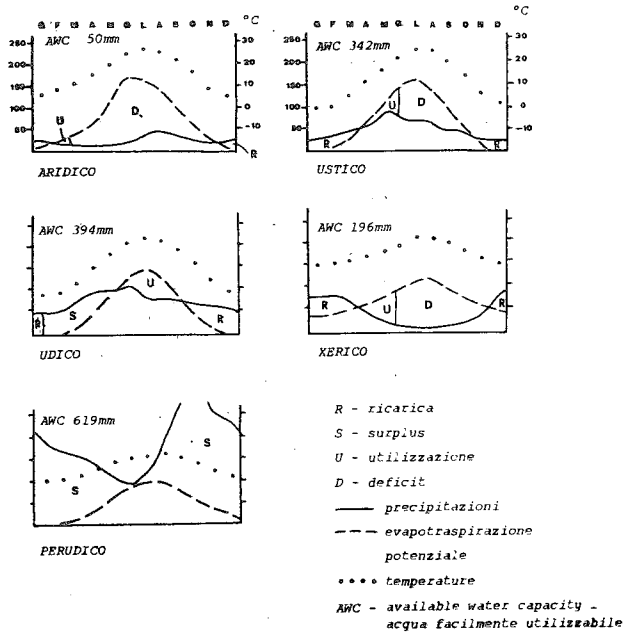 G F M A M G L A S O N D °C
AWC 50mm
250
200
150
100
50
30
20
10
0
-10
U
D
R
ARIDICO
G F M A M G L A S O N D °C
AWC 342mm
250
200
150
100
50
30
20
10
0
-10
R
U
D
R
USTICO
AWC 394mm
R
S
U
R
UDICO
AWC 196mm
R
U
D
R
XERICO
AWC 619mm
S
S
PERUDICO
R - ricarica
S - surplus
U - utilizzazione
D - deficit
precipitazioni
evapotraspirazione
potenziale
temperature
AWC - available water capacity -
acqua facilmente utilizzabile